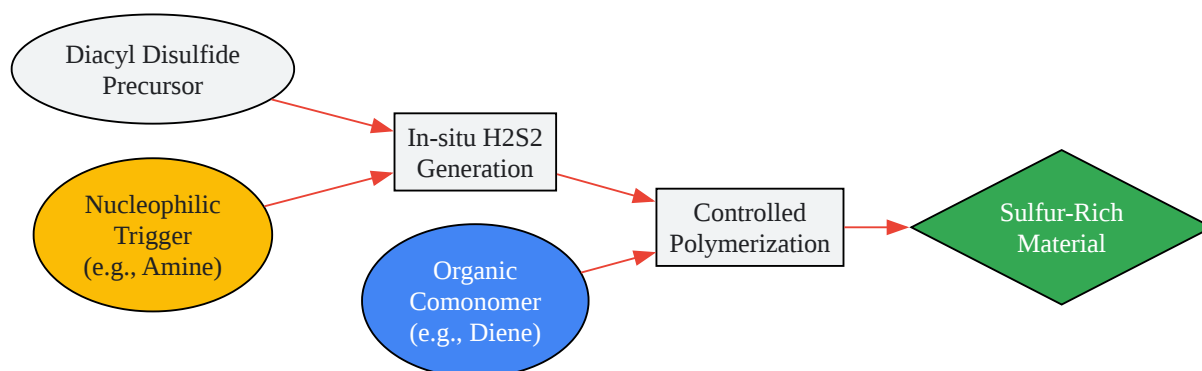 Diacyl Disulfide
Precursor
Nucleophilic
Trigger
(e.g., Amine)
In-situ H2S2
Generation
Organic
Comonomer
(e.g., Diene)
Controlled
Polymerization
Sulfur-Rich
Material